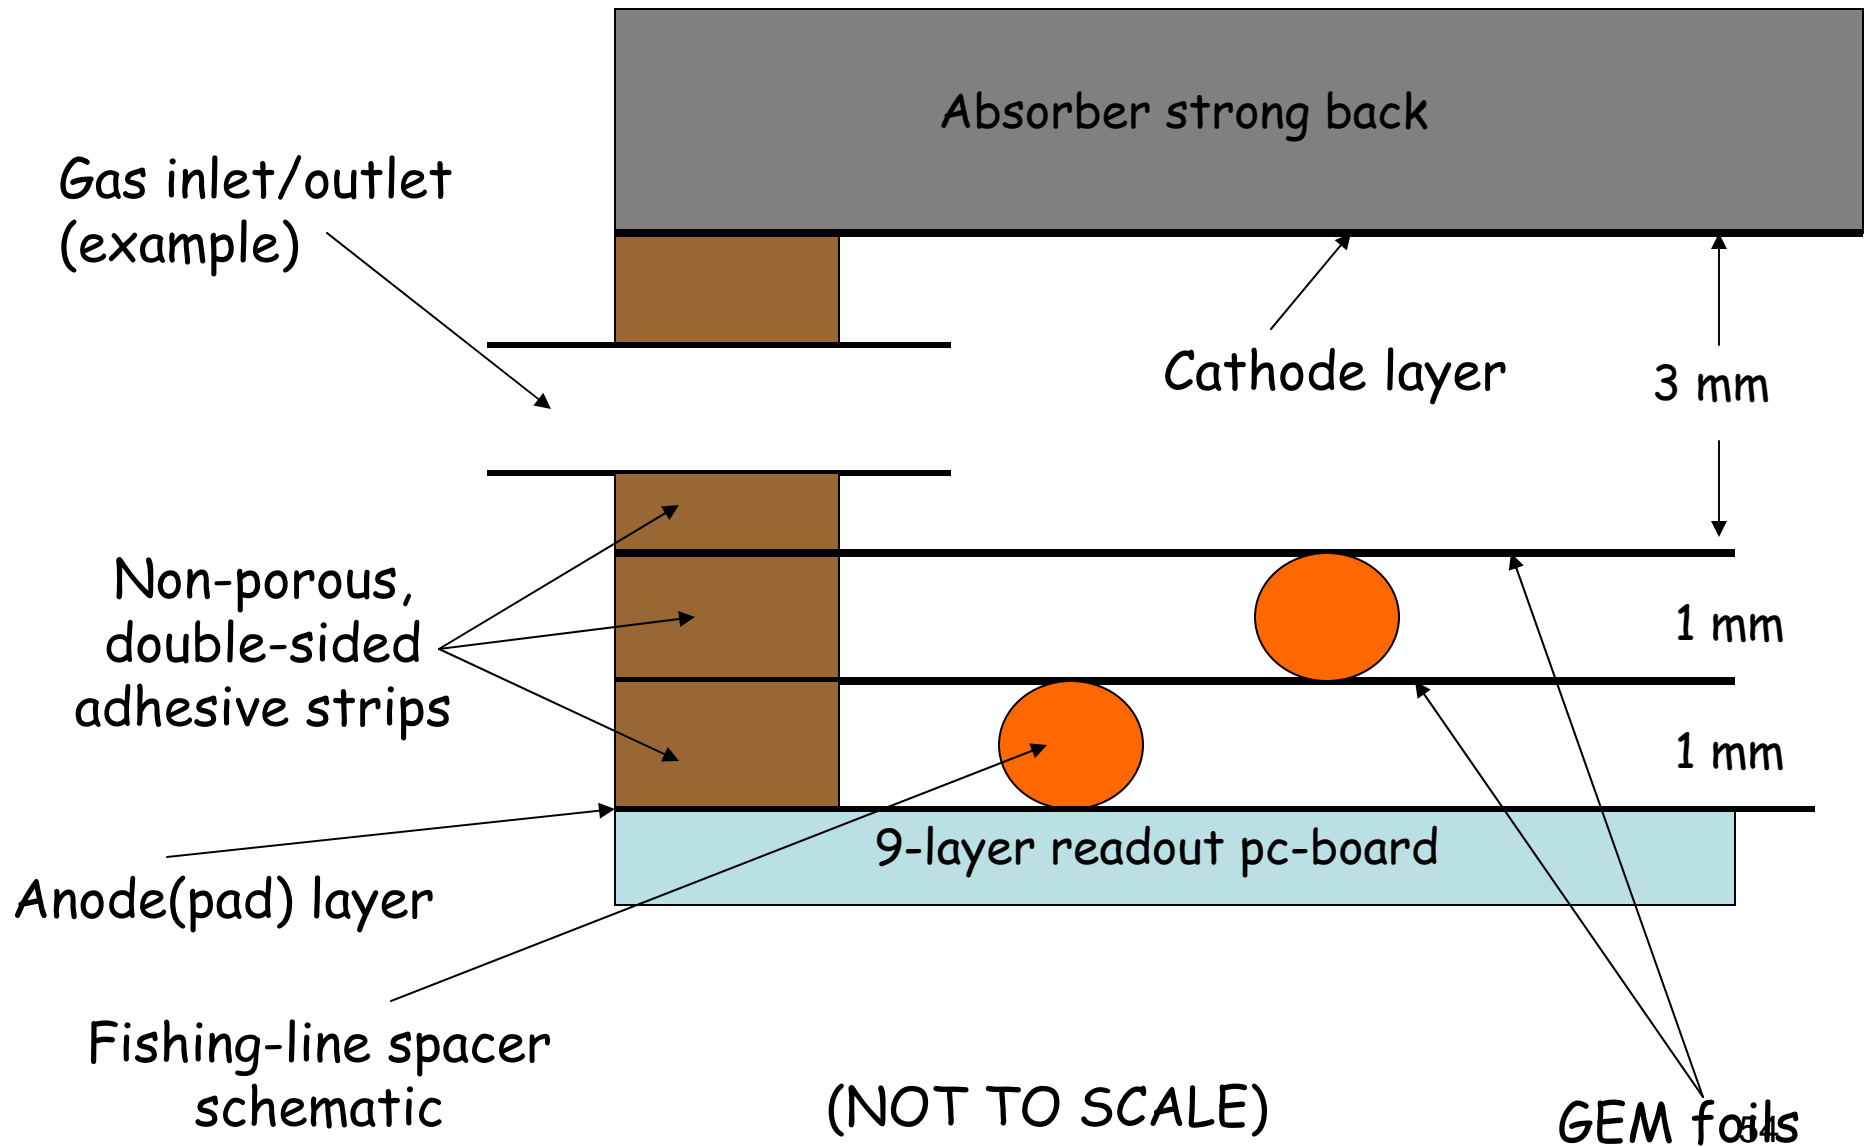 Absorber strong back
Gas inlet/outlet
(example)
Cathode layer
3 mm
Non-porous,
double-sided
adhesive strips
1 mm
1 mm
9-layer readout pc-board
Anode(pad) layer
Fishing-line spacer
schematic
(NOT TO SCALE)
GEM foils
54